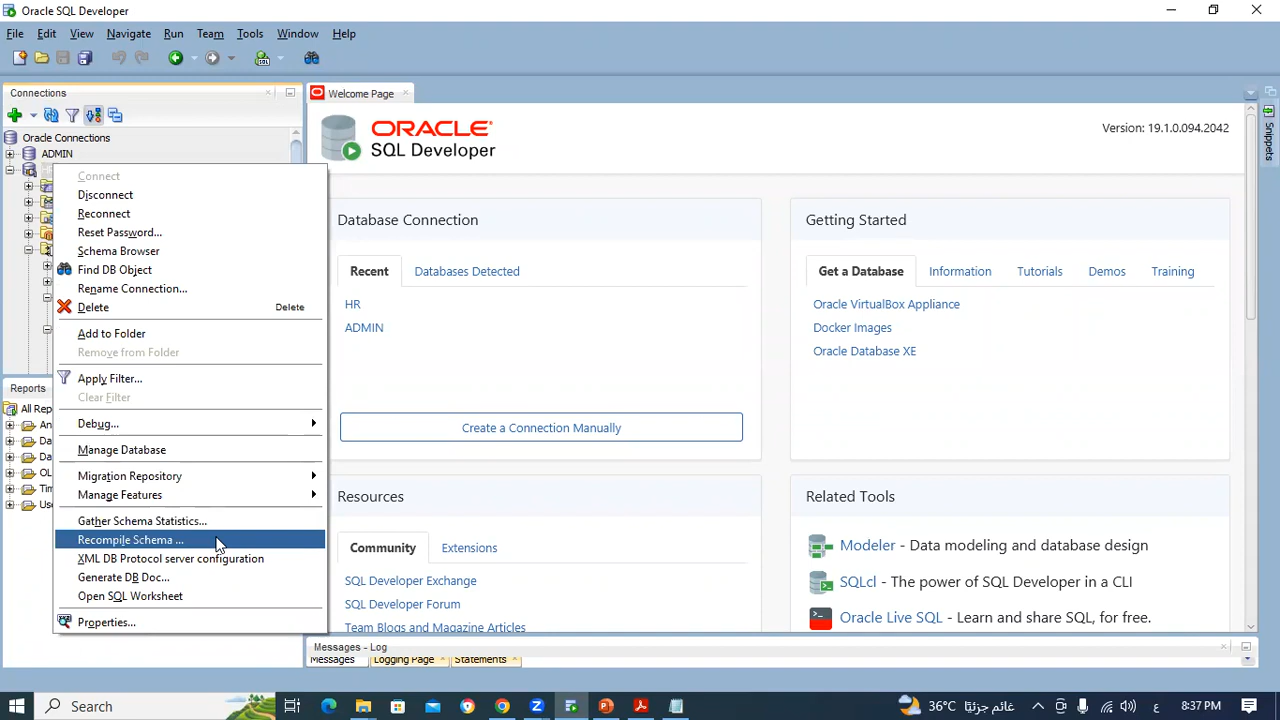 Oracle SQL Developer
File Edit View Navigate Run Team Tools Window Help
Connections
Oracle Connections
ADMIN
Connect
Disconnect
Reconnect
Reset Password...
Schema Browser
Find DB Object
Rename Connection...
Delete Delete
Add to Folder
Remove from Folder
Apply Filter...
Clear Filter
Debug...
Manage Database
Migration Repository
Manage Features
Gather Schema Statistics...
Recompile Schema ...
XML DB Protocol server configuration
Generate DB Doc...
Open SQL Worksheet
Properties...
Reports
All Rep
An
Da
Da
OL
Tim
Use
Welcome Page
ORACLE
SQL Developer
Version: 19.1.0.094.2042
Database Connection
Recent Databases Detected
HR
ADMIN
Create a Connection Manually
Getting Started
Get a Database Information Tutorials Demos Training
Oracle VirtualBox Appliance
Docker Images
Oracle Database XE
Resources
Community Extensions
SQL Developer Exchange
SQL Developer Forum
Team Blogs and Magazine Articles
Related Tools
Modeler - Data modeling and database design
SQLcl - The power of SQL Developer in a CLI
Oracle Live SQL - Learn and share SQL, for free.
Snippets
Messages - Log
Messages Logging Page Statements
Search
36°C غائم جزئيًا ع 8:37 PM